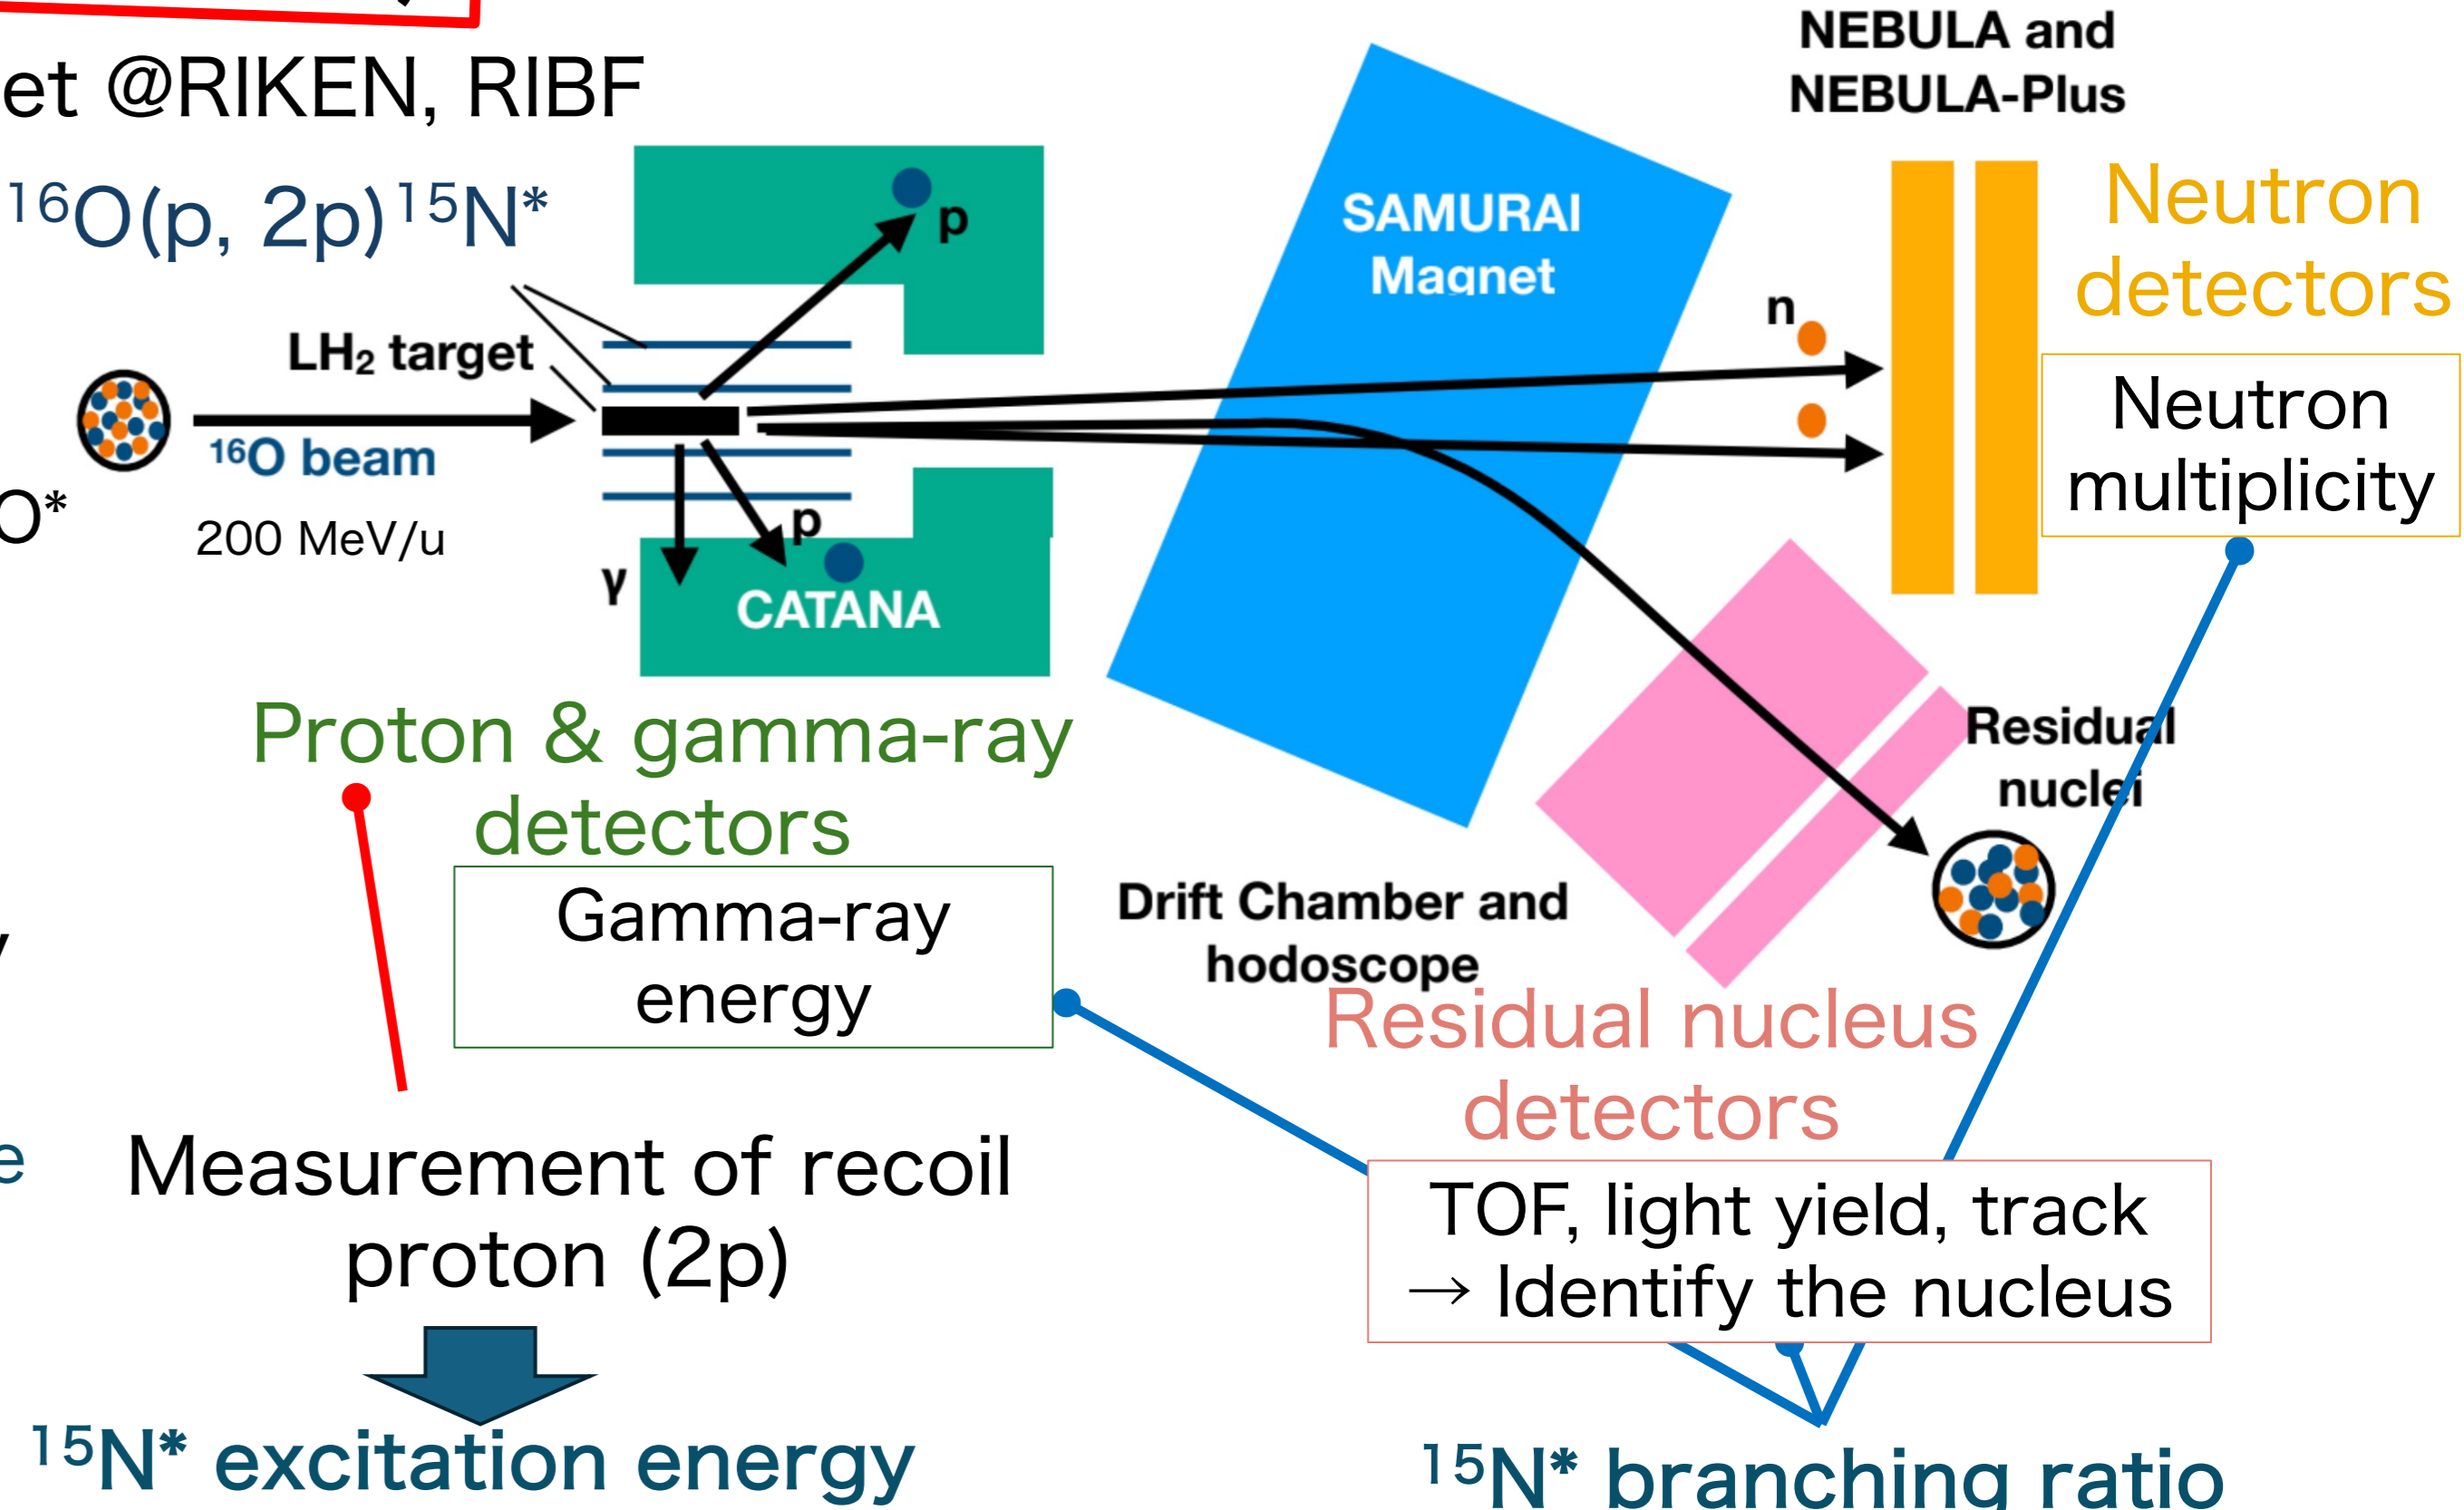 NEBULA and
NEBULA-Plus
et @RIKEN, RIBF
¹⁶O(p, 2p)¹⁵N*
p
SAMURAI
Magnet
Neutron
detectors
n
LH₂ target
Neutron
multiplicity
¹⁶O beam
O*
200 MeV/u
p
γ
CATANA
Proton & gamma-ray
detectors
Residual
nuclei
Gamma-ray
energy
Drift Chamber and
hodoscope
Residual nucleus
detectors
e
Measurement of recoil
proton (2p)
TOF, light yield, track
→ Identify the nucleus
¹⁵N* excitation energy
¹⁵N* branching ratio